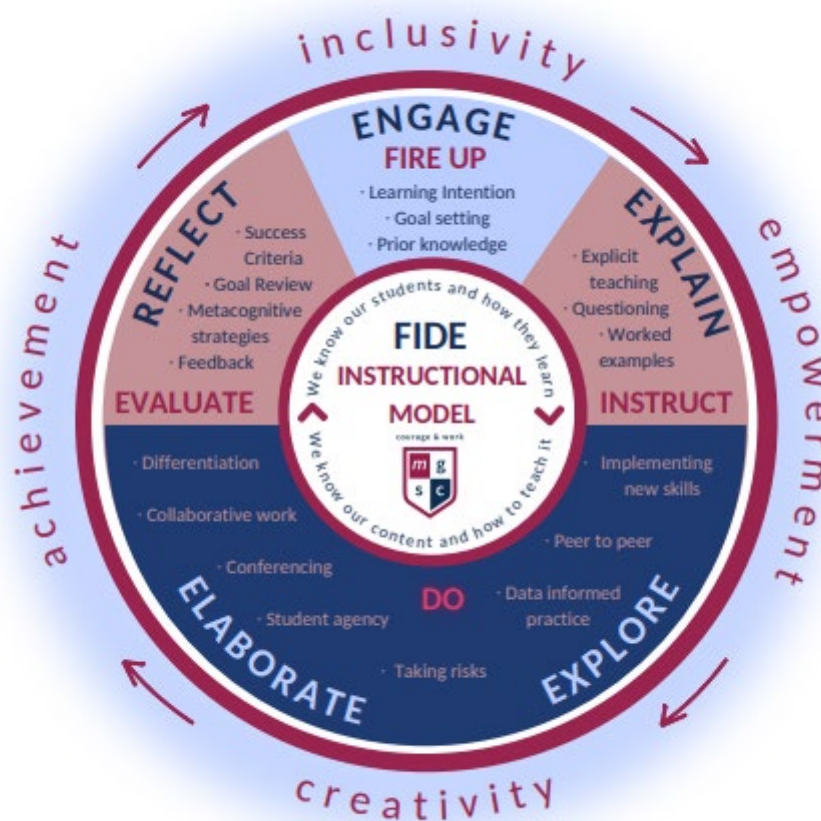 inclusivity
empowerment
creativity
achievement
ENGAGE
FIRE UP
· Learning Intention
· Goal setting
· Prior knowledge
EXPLAIN
· Explicit
teaching
· Questioning
· Worked
examples
INSTRUCT
· Implementing
new skills
· Peer to peer
· Data informed
practice
EXPLORE
DO
· Taking risks
ELABORATE
· Differentiation
· Collaborative work
· Conferencing
· Student agency
REFLECT
· Success
Criteria
· Goal Review
· Metacognitive
strategies
· Feedback
EVALUATE
We know our students and how they learn
FIDE
INSTRUCTIONAL
MODEL
courage & work
m g
s c
We know our content and how to teach it